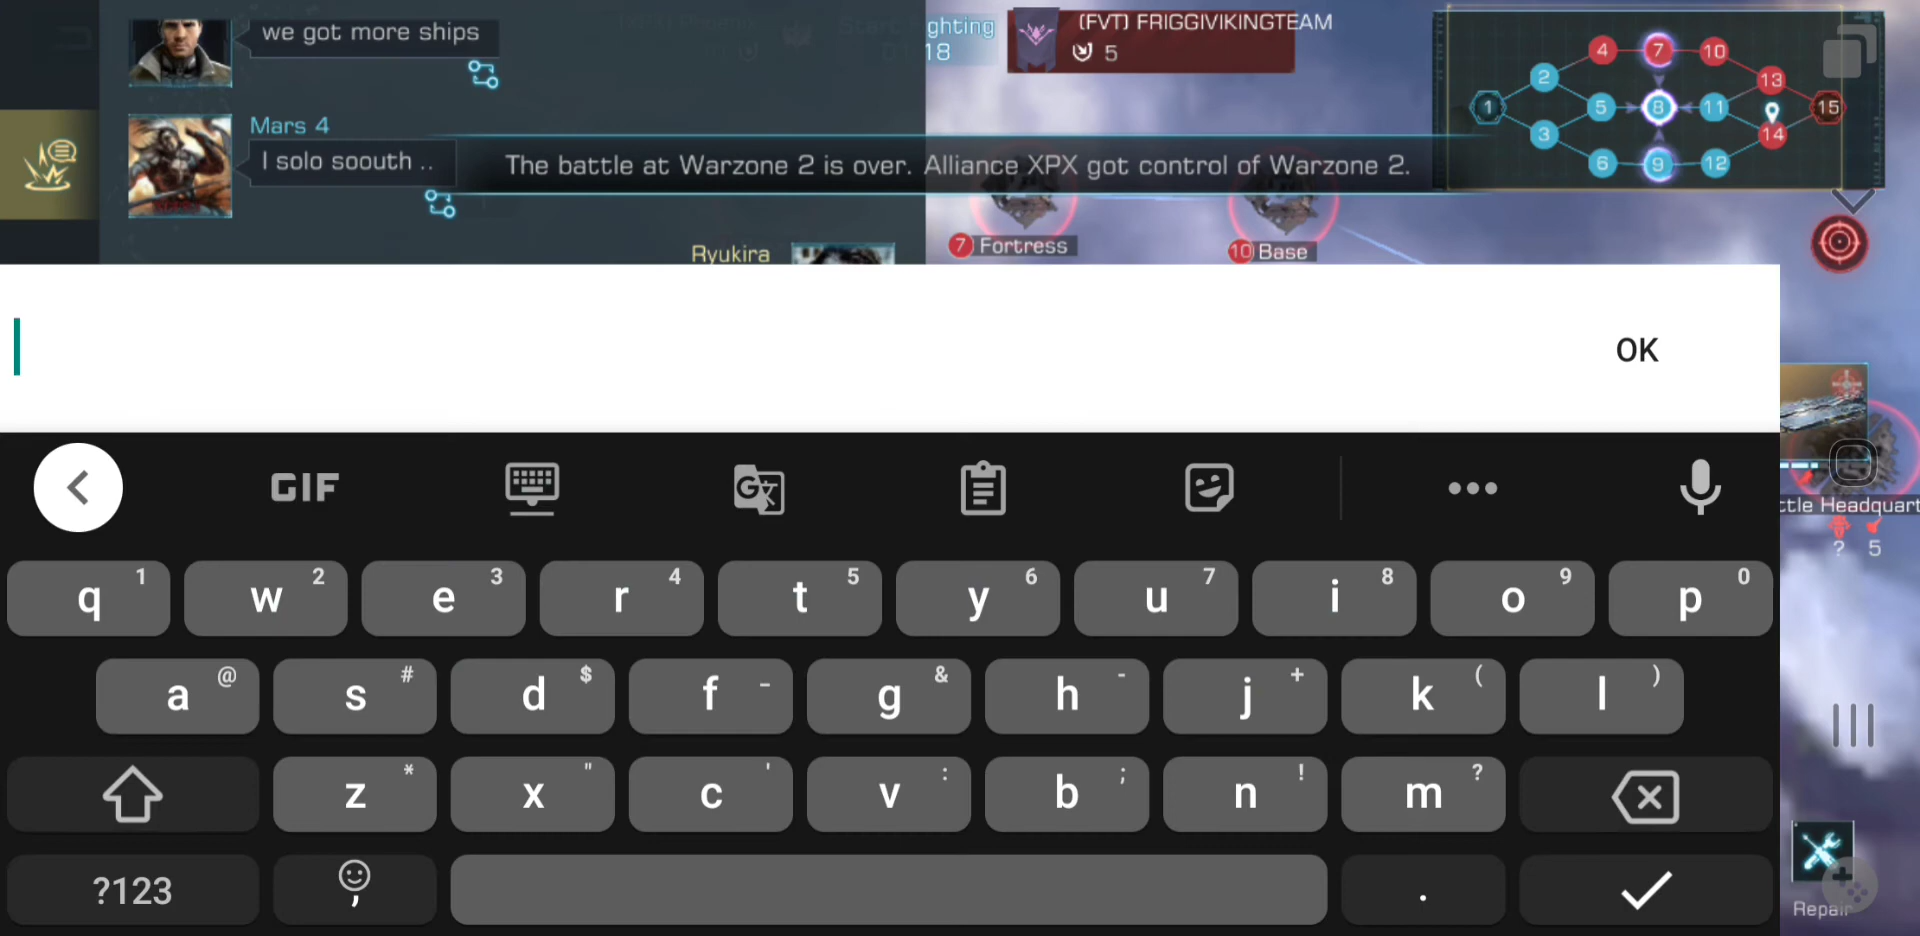 we got more ships
Mars 4
I solo soouth ..
Ryukira
ghting
18
(FVT) FRIGGIVIKINGTEAM
5
The battle at Warzone 2 is over. Alliance XPX got control of Warzone 2.
4 7 10
2 13
1 5 8 11 15
3 14
6 9 12
7 Fortress
10 Base
OK
ttle Headquart
? 5
GIF
q 1 w 2 e 3 r 4 t 5 y 6 u 7 i 8 o 9 p 0
a @ s # d $ f _ g & h - j + k ( l )
z * x " c ' v : b ; n ! m ?
?123 , .
Repair